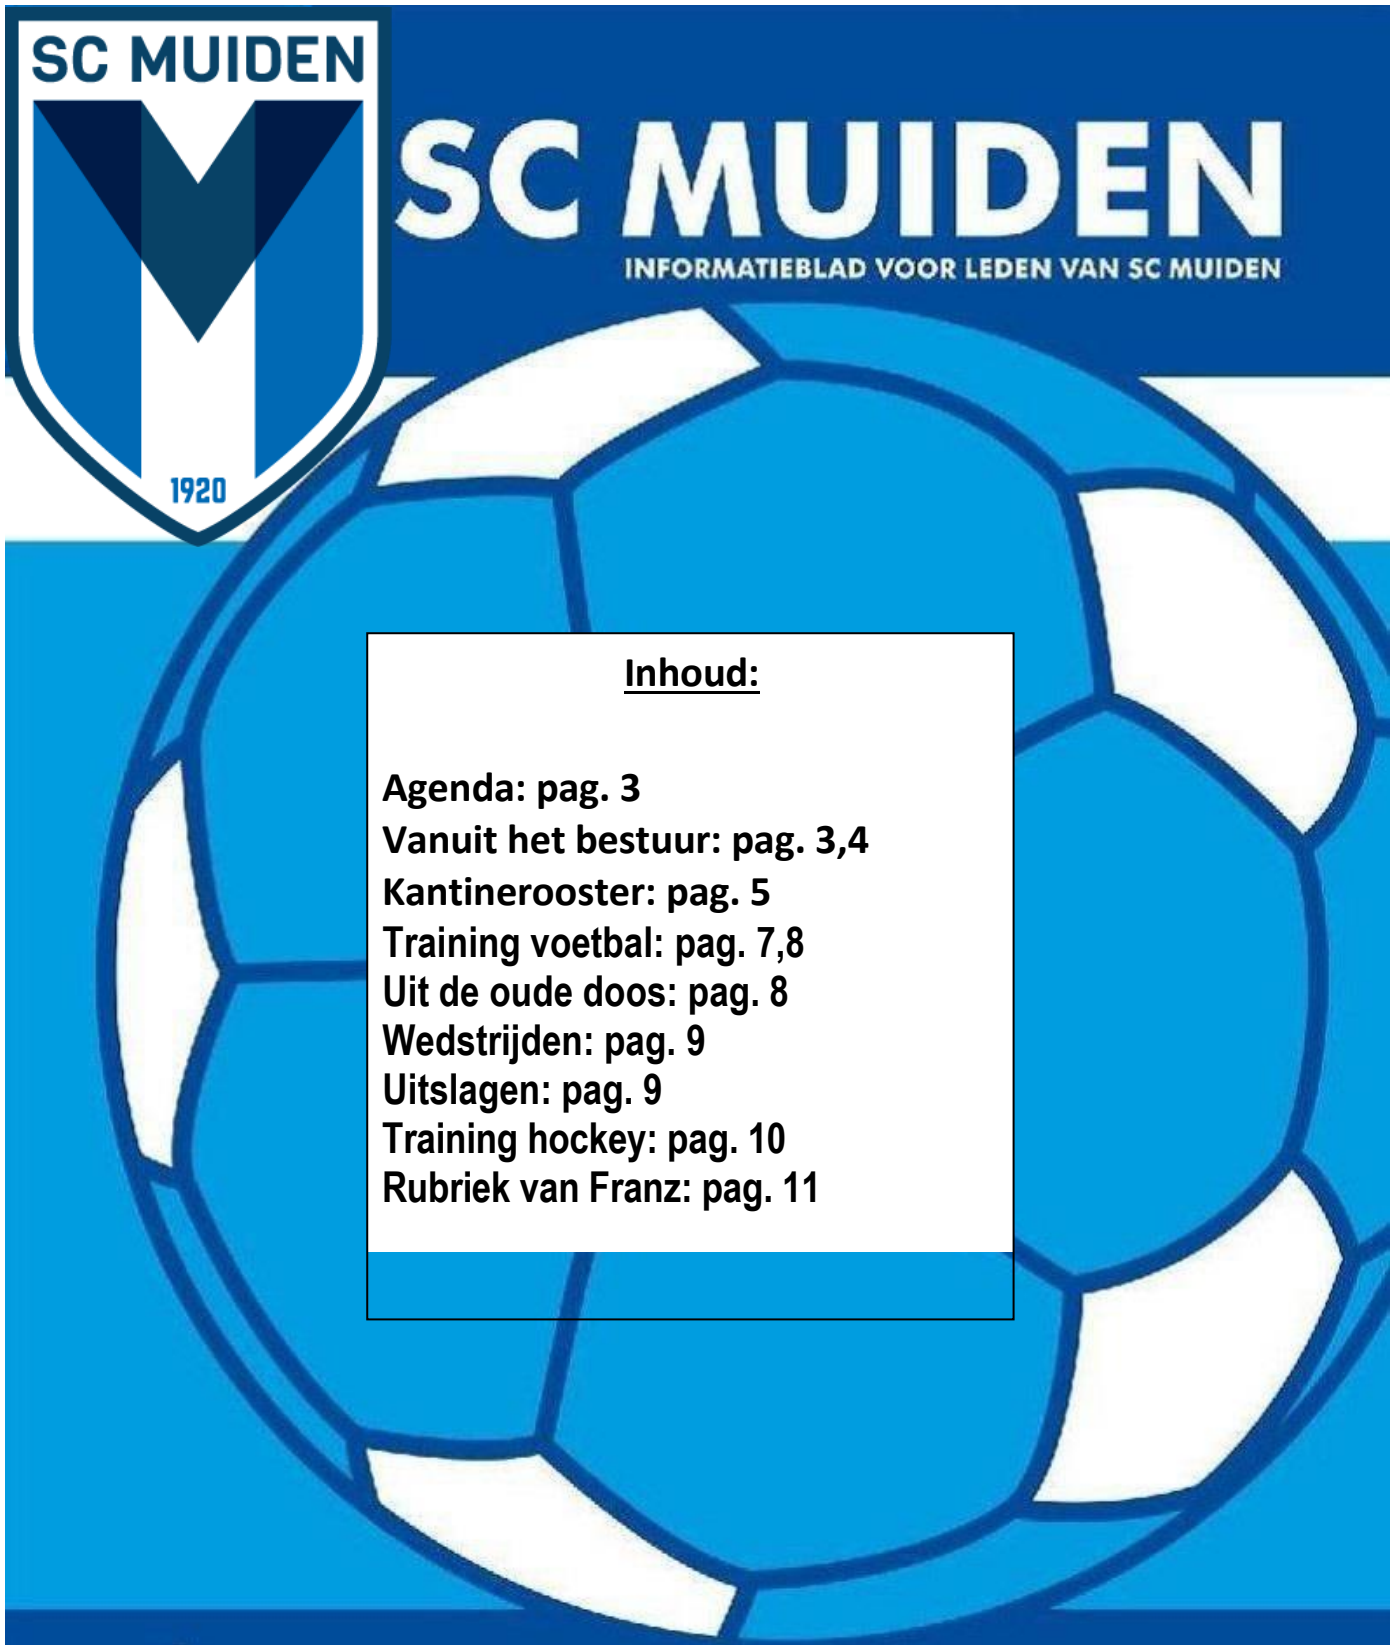 SC MUIDEN
1920
SC MUIDEN
INFORMATIEBLAD VOOR LEDEN VAN SC MUIDEN
Inhoud:
Agenda: pag. 3
Vanuit het bestuur: pag. 3,4
Kantinerooster: pag. 5
Training voetbal: pag. 7,8
Uit de oude doos: pag. 8
Wedstrijden: pag. 9
Uitslagen: pag. 9
Training hockey: pag. 10
Rubriek van Franz: pag. 11